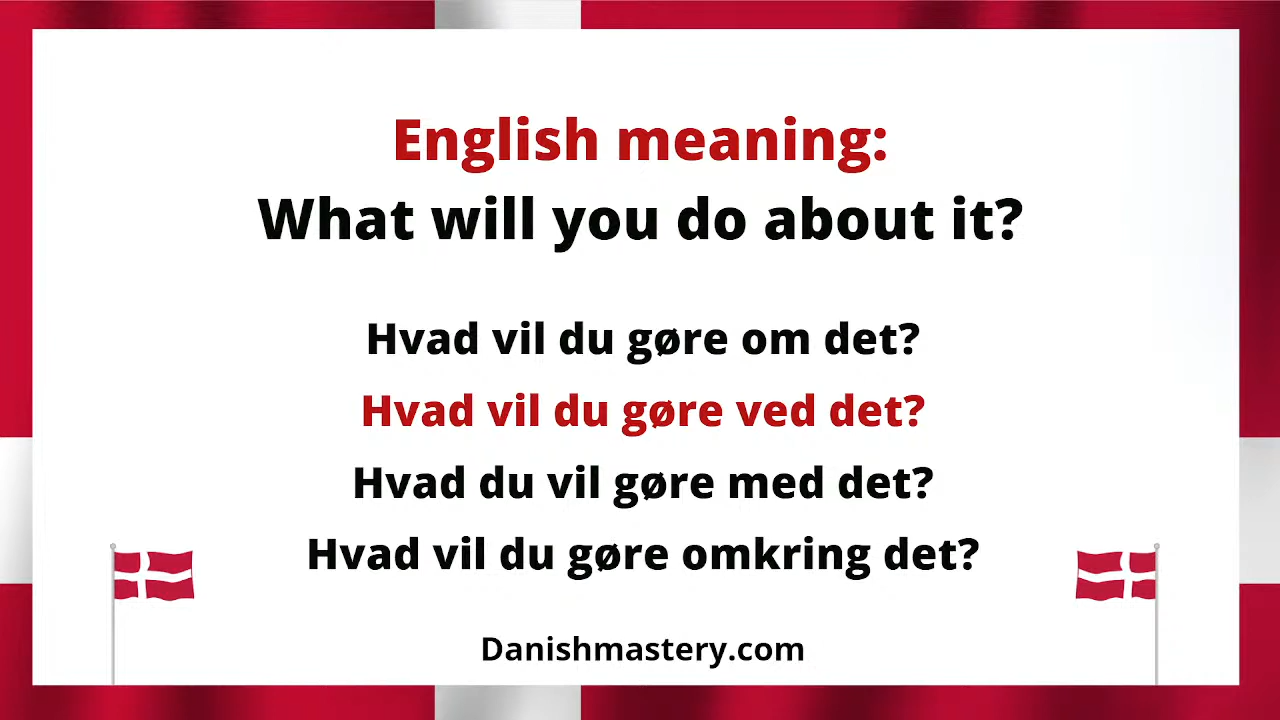 English meaning:
What will you do about it?
Hvad vil du gøre om det?
Hvad vil du gøre ved det?
Hvad du vil gøre med det?
Hvad vil du gøre omkring det?
Danishmastery.com